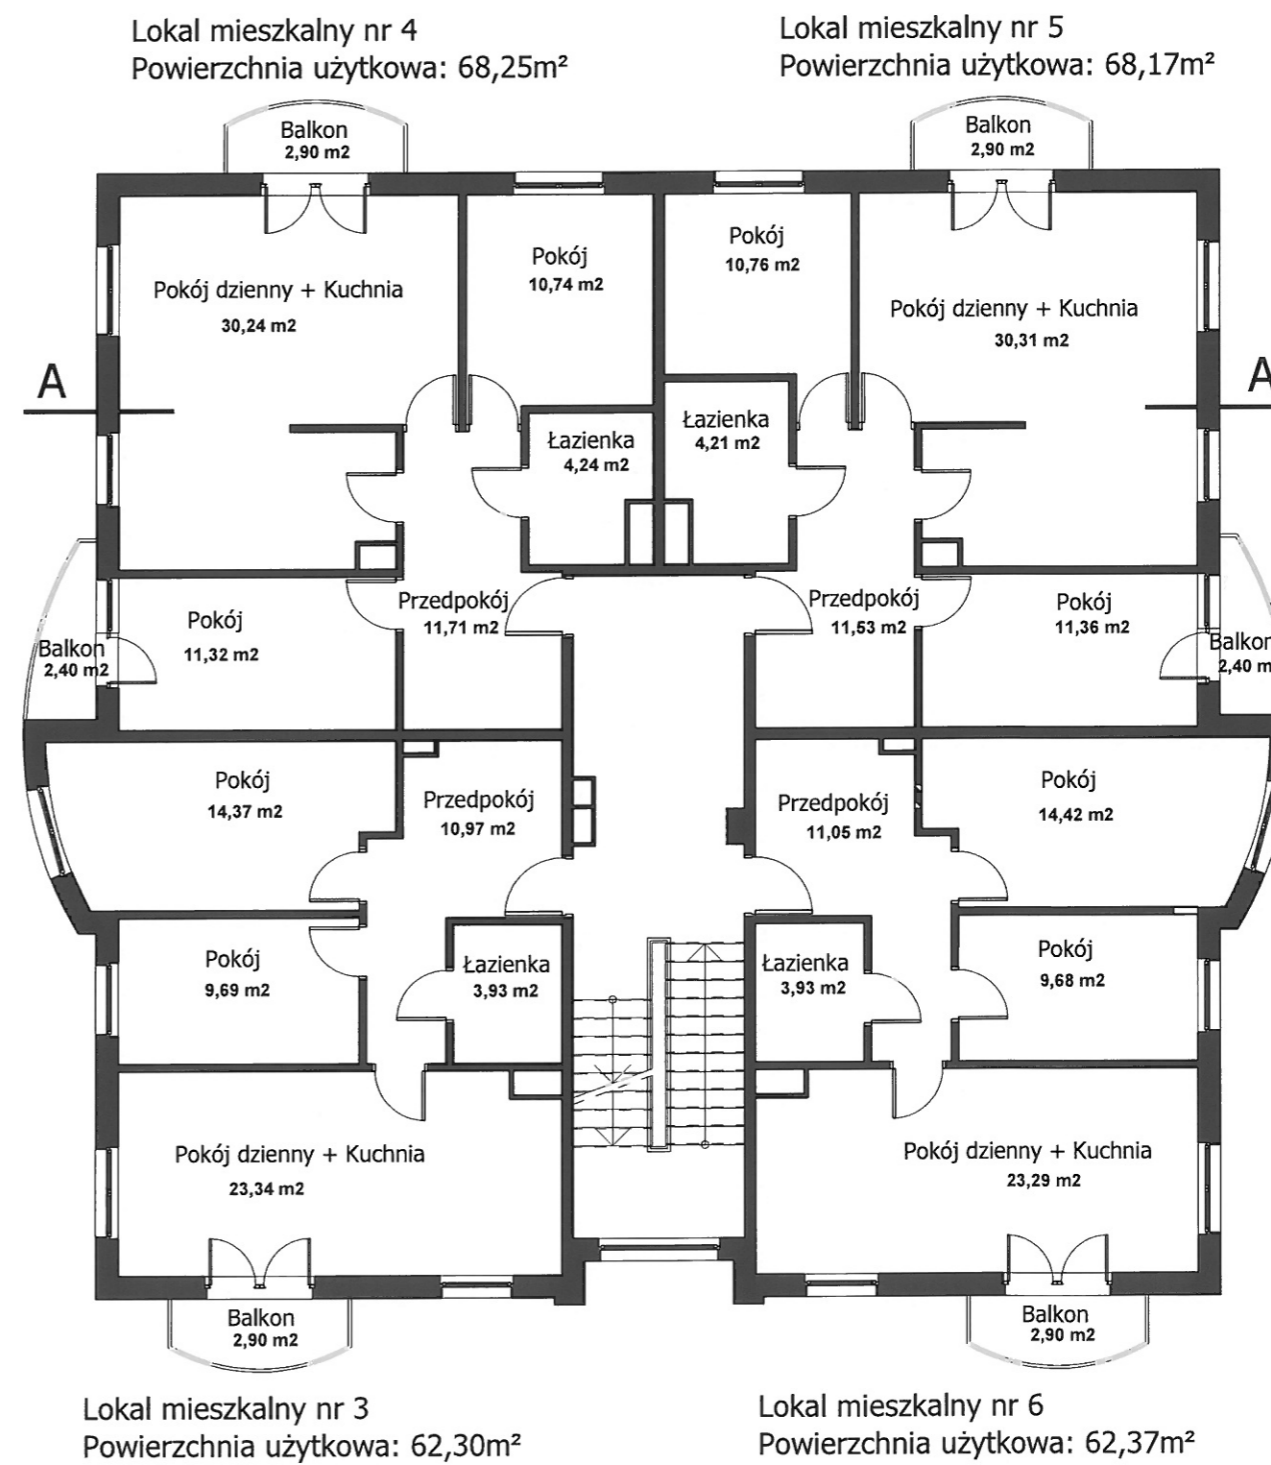 Lokal mieszkalny nr 4
Powierzchnia użytkowa: 68,25m²
Lokal mieszkalny nr 5
Powierzchnia użytkowa: 68,17m²
Balkon
2,90 m2
Balkon
2,90 m2
Pokój dzienny + Kuchnia
30,24 m2
Pokój
10,74 m2
Pokój
10,76 m2
Pokój dzienny + Kuchnia
30,31 m2
A
A
Łazienka
4,24 m2
Łazienka
4,21 m2
Balkon
2,40 m2
Pokój
11,32 m2
Przedpokój
11,71 m2
Przedpokój
11,53 m2
Pokój
11,36 m2
Balkon
2,40 m
Pokój
14,37 m2
Przedpokój
10,97 m2
Przedpokój
11,05 m2
Pokój
14,42 m2
Pokój
9,69 m2
Łazienka
3,93 m2
Łazienka
3,93 m2
Pokój
9,68 m2
Pokój dzienny + Kuchnia
23,34 m2
Pokój dzienny + Kuchnia
23,29 m2
Balkon
2,90 m2
Balkon
2,90 m2
Lokal mieszkalny nr 3
Powierzchnia użytkowa: 62,30m²
Lokal mieszkalny nr 6
Powierzchnia użytkowa: 62,37m²